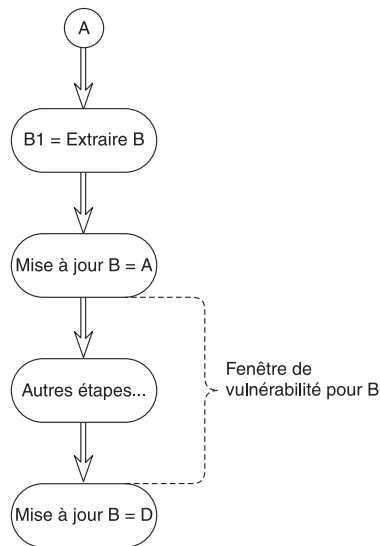 A
B1 = Extraire B
Mise à jour B = A
Autres étapes...
Fenêtre de
vulnérabilité pour B
Mise à jour B = D